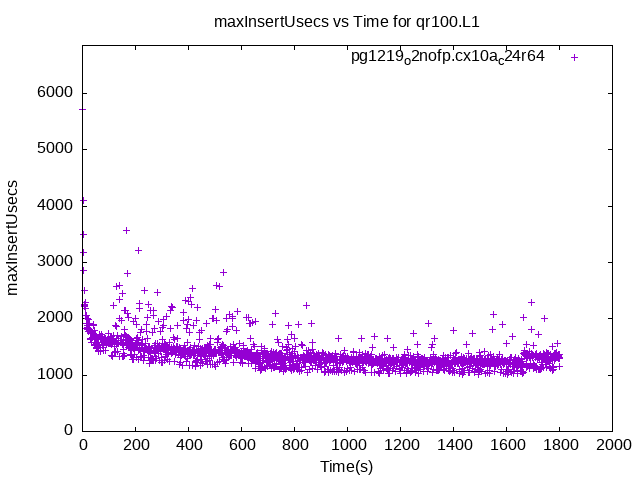 maxInsertUsecs vs Time for qr100.L1
pg1219o2nofp.cx10ac24r64
6000
5000
4000
3000
2000
1000
0
maxInsertUsecs
0 200 400 600 800 1000 1200 1400 1600 1800 2000
Time(s)